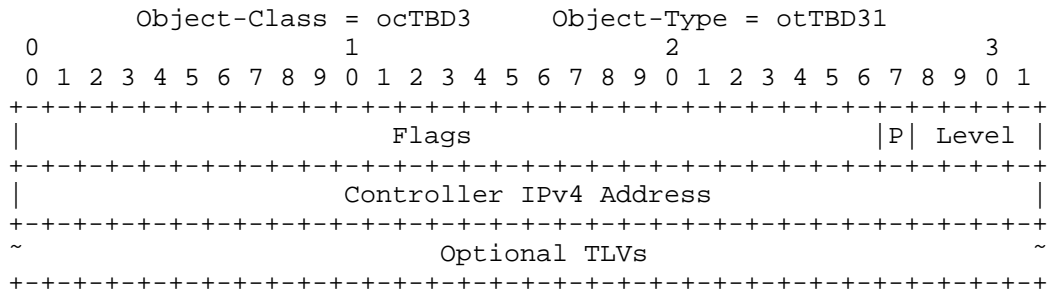 Object-Class = ocTBD3     Object-Type = otTBD31
 0                   1                   2                   3
 0 1 2 3 4 5 6 7 8 9 0 1 2 3 4 5 6 7 8 9 0 1 2 3 4 5 6 7 8 9 0 1
+-+-+-+-+-+-+-+-+-+-+-+-+-+-+-+-+-+-+-+-+-+-+-+-+-+-+-+-+-+-+-+-+
|                       Flags                         |P| Level |
+-+-+-+-+-+-+-+-+-+-+-+-+-+-+-+-+-+-+-+-+-+-+-+-+-+-+-+-+-+-+-+-+
|                    Controller IPv4 Address                    |
+-+-+-+-+-+-+-+-+-+-+-+-+-+-+-+-+-+-+-+-+-+-+-+-+-+-+-+-+-+-+-+-+
~                          Optional TLVs                        ~
+-+-+-+-+-+-+-+-+-+-+-+-+-+-+-+-+-+-+-+-+-+-+-+-+-+-+-+-+-+-+-+-+